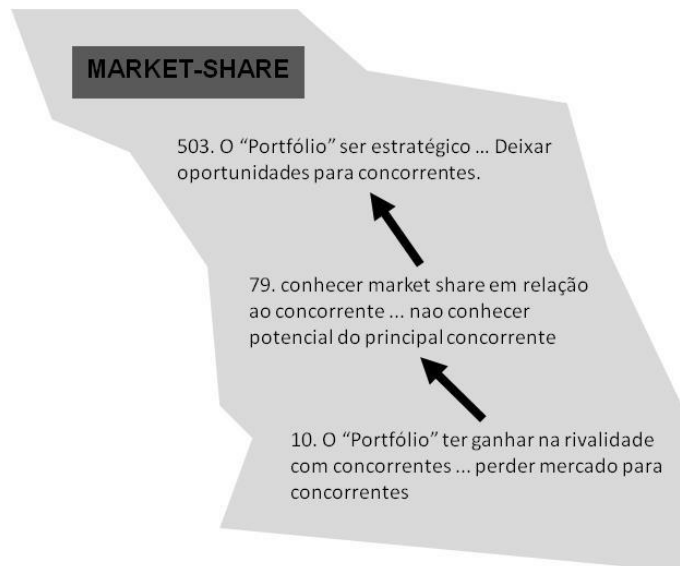 MARKET-SHARE
503. O “Portfólio” ser estratégico ... Deixar
oportunidades para concorrentes.
79. conhecer market share em relação
ao concorrente ... nao conhecer
potencial do principal concorrente
10. O “Portfólio” ter ganhar na rivalidade
com concorrentes ... perder mercado para
concorrentes